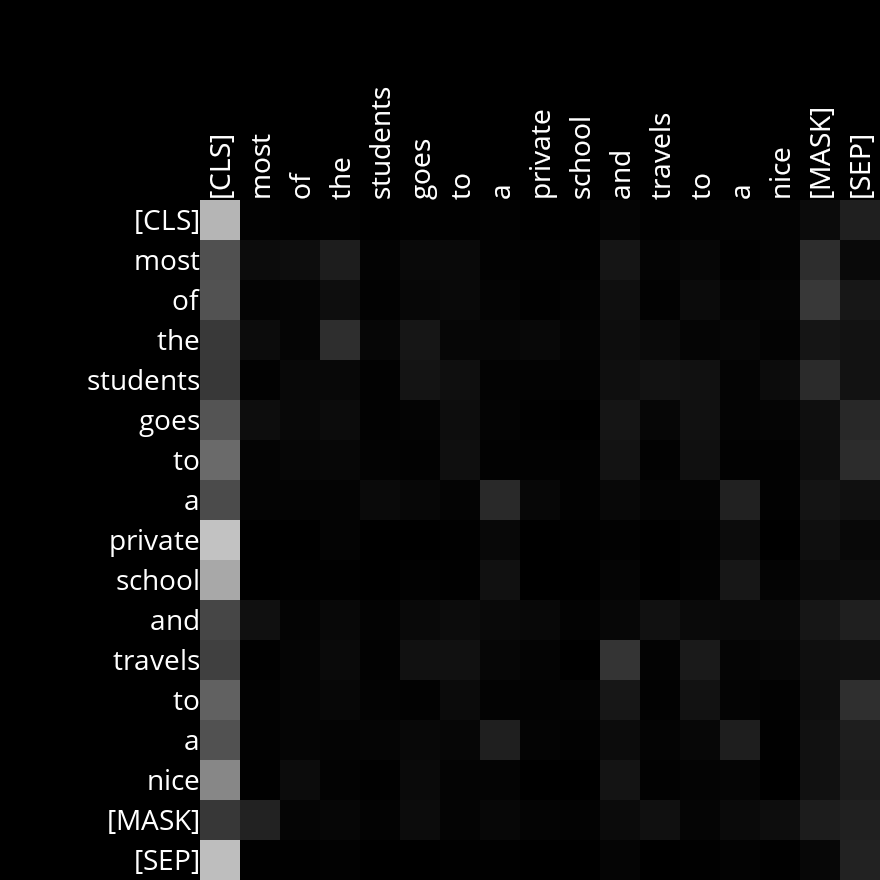 [CLS] most of the students goes to a private school and travels to a nice [MASK] [SEP]
[CLS]
most
of
the
students
goes
to
a
private
school
and
travels
to
a
nice
[MASK]
[SEP]